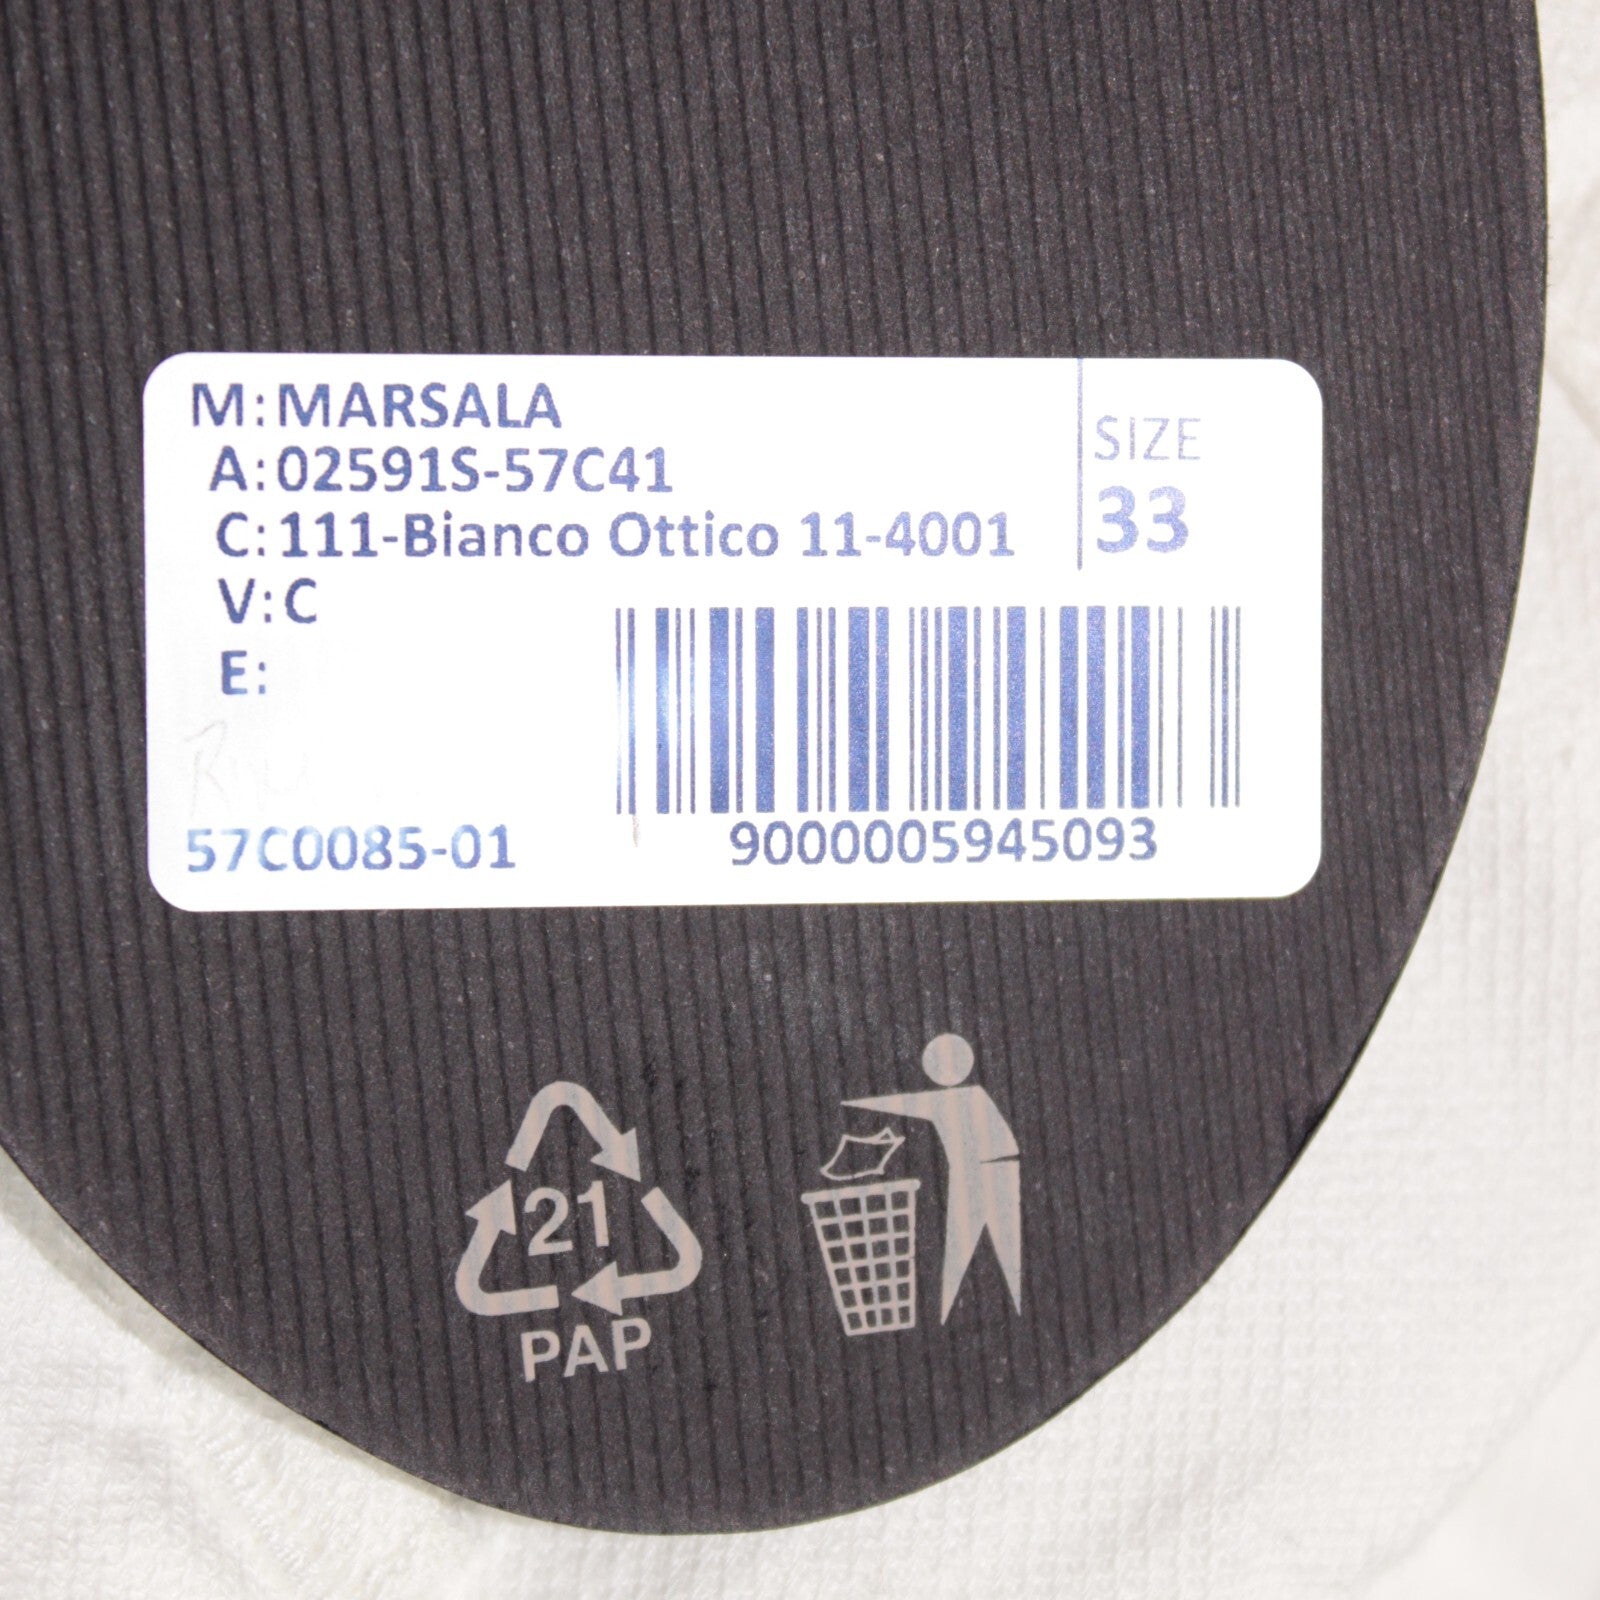 M: MARSALA
A: 02591S-57C41
C: 111-Bianco Ottico 11-4001
V: C
E:
SIZE
33
57C0085-01
9000005945093
21
PAP